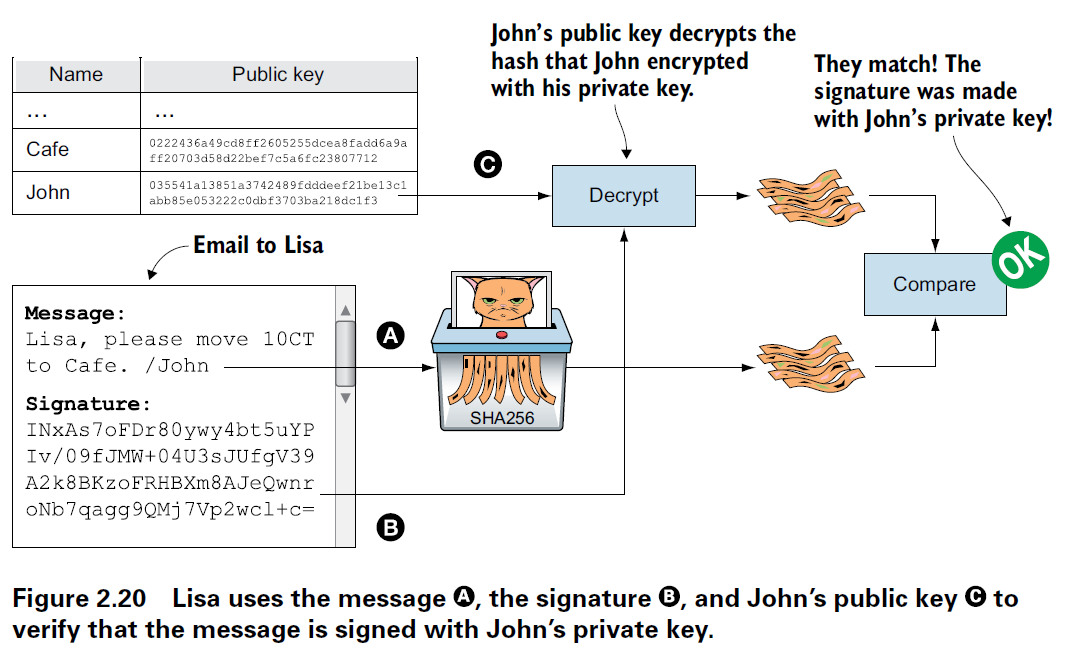 John's public key decrypts the
hash that John encrypted
with his private key.
They match! The
signature was made
with John's private key!
Name Public key
... ...
Cafe 0222436a49cd8ff2605255dcea8fadd6a9a
ff20703d58d22bef7c5a6fc23807712
John 035541a13851a3742489fdddeef21be13c1
abb85e053222c0dbf3703ba218dc1f3
C
Decrypt
OK
Compare
Email to Lisa
Message:
Lisa, please move 10CT
to Cafe. /John
Signature:
INxAs7oFDr80ywy4bt5uYP
Iv/09fJMW+04U3sJUfgV39
A2k8BKzoFRHBXm8AJeQwnr
oNb7qagg9QMj7Vp2wcl+c=
A
SHA256
B
Figure 2.20 Lisa uses the message A, the signature B, and John's public key C to
verify that the message is signed with John's private key.